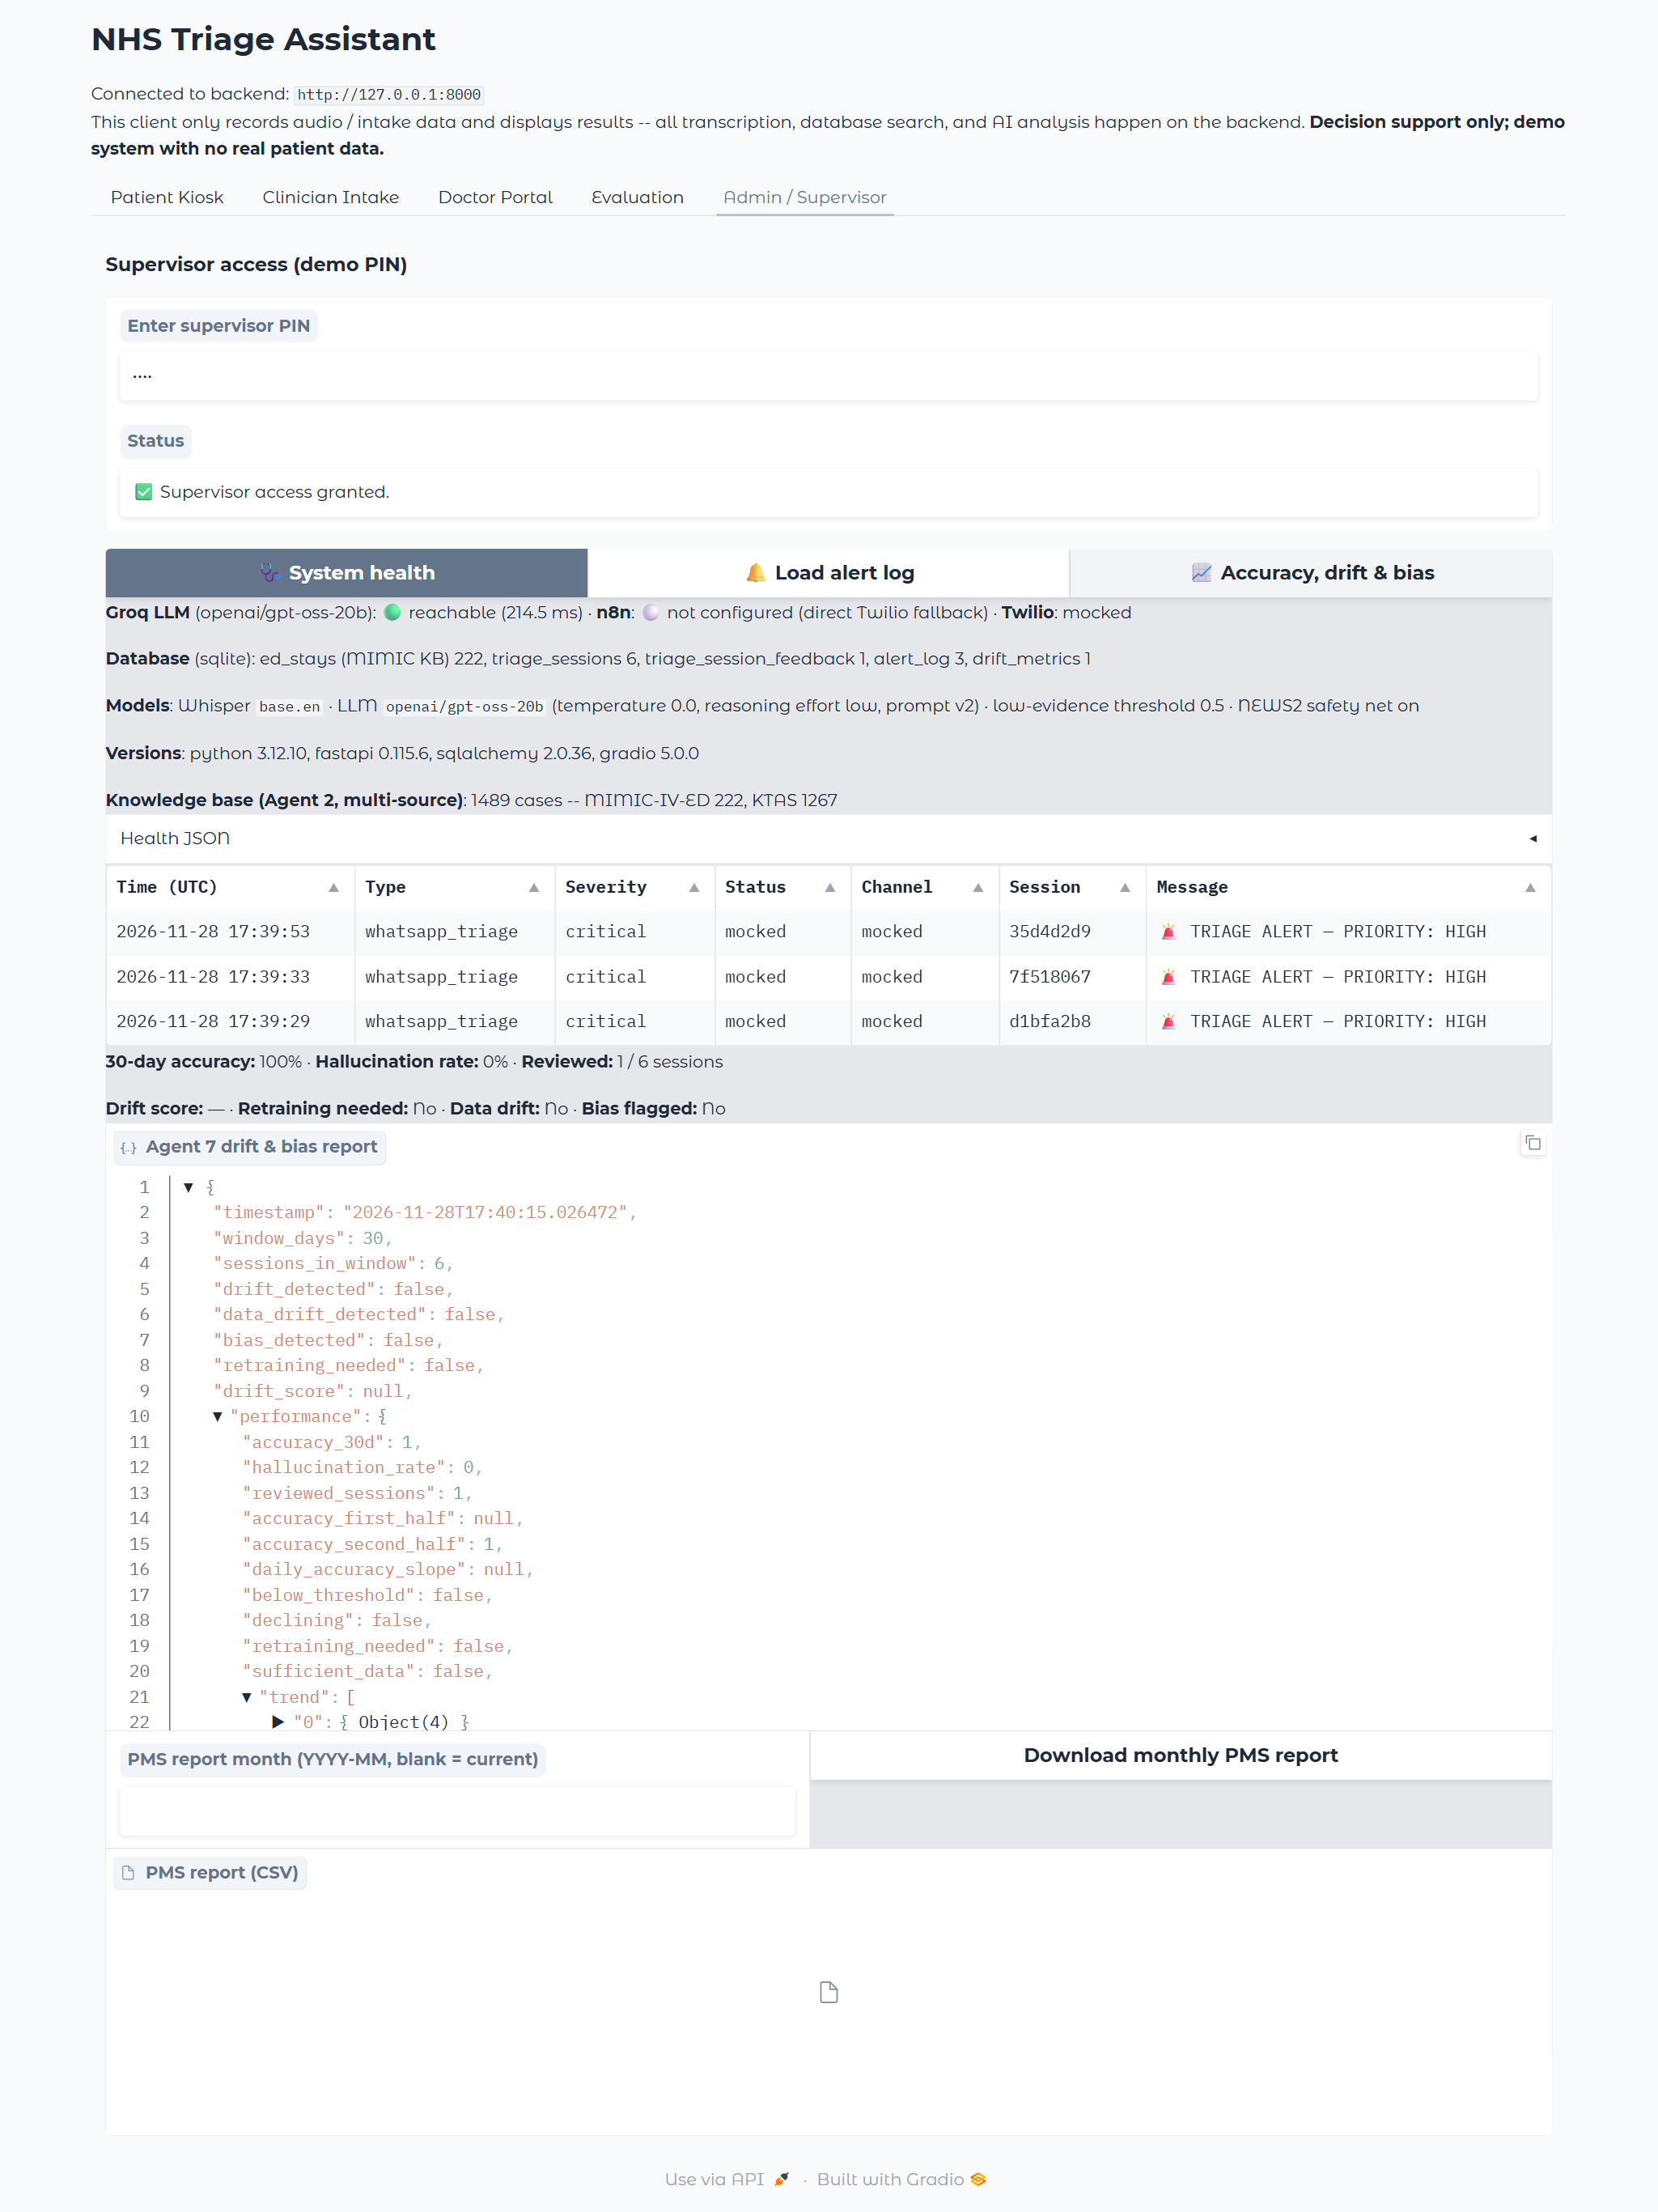 NHS Triage Assistant
Connected to backend: http://127.0.0.1:8000
This client only records audio / intake data and displays results -- all transcription, database search, and AI analysis happen on the backend. Decision support only; demo
system with no real patient data.
Patient Kiosk Clinician Intake Doctor Portal Evaluation Admin / Supervisor
Supervisor access (demo PIN)
Enter supervisor PIN
....
Status
✅ Supervisor access granted.
🩺 System health 🔔 Load alert log 📈 Accuracy, drift & bias
Groq LLM (openai/gpt-oss-20b): 🟢 reachable (214.5 ms) · n8n: ⚪ not configured (direct Twilio fallback) · Twilio: mocked
Database (sqlite): ed_stays (MIMIC KB) 222, triage_sessions 6, triage_session_feedback 1, alert_log 3, drift_metrics 1
Models: Whisper base.en · LLM openai/gpt-oss-20b (temperature 0.0, reasoning effort low, prompt v2) · low-evidence threshold 0.5 · NEWS2 safety net on
Versions: python 3.12.10, fastapi 0.115.6, sqlalchemy 2.0.36, gradio 5.0.0
Knowledge base (Agent 2, multi-source): 1489 cases -- MIMIC-IV-ED 222, KTAS 1267
Health JSON ◂
Time (UTC) ▲ Type ▲ Severity ▲ Status ▲ Channel ▲ Session ▲ Message ▲
2026-11-28 17:39:53 whatsapp_triage critical mocked mocked 35d4d2d9 🚨 TRIAGE ALERT — PRIORITY: HIGH
2026-11-28 17:39:33 whatsapp_triage critical mocked mocked 7f518067 🚨 TRIAGE ALERT — PRIORITY: HIGH
2026-11-28 17:39:29 whatsapp_triage critical mocked mocked d1bfa2b8 🚨 TRIAGE ALERT — PRIORITY: HIGH
30-day accuracy: 100% · Hallucination rate: 0% · Reviewed: 1 / 6 sessions
Drift score: — · Retraining needed: No · Data drift: No · Bias flagged: No
{..} Agent 7 drift & bias report
1 ▼ {
2 "timestamp": "2026-11-28T17:40:15.026472",
3 "window_days": 30,
4 "sessions_in_window": 6,
5 "drift_detected": false,
6 "data_drift_detected": false,
7 "bias_detected": false,
8 "retraining_needed": false,
9 "drift_score": null,
10 ▼ "performance": {
11 "accuracy_30d": 1,
12 "hallucination_rate": 0,
13 "reviewed_sessions": 1,
14 "accuracy_first_half": null,
15 "accuracy_second_half": 1,
16 "daily_accuracy_slope": null,
17 "below_threshold": false,
18 "declining": false,
19 "retraining_needed": false,
20 "sufficient_data": false,
21 ▼ "trend": [
22 ▶ "0": { Object(4) }
PMS report month (YYYY-MM, blank = current)
Download monthly PMS report
PMS report (CSV)
Use via API 🚀 · Built with Gradio